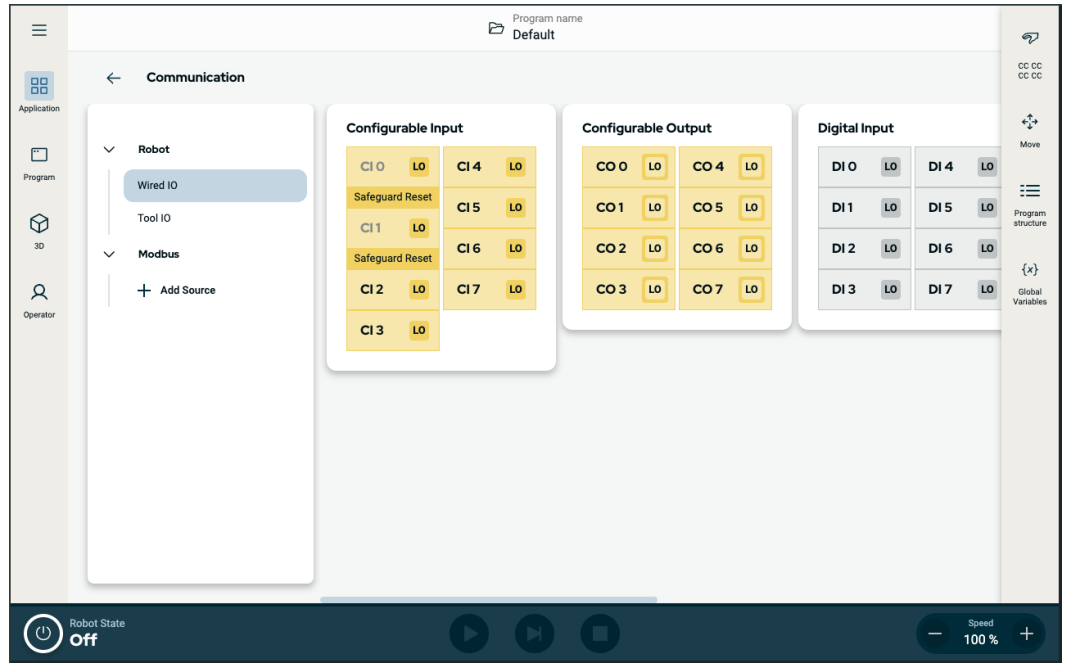 Program name
Default
Application
Program
3D
Operator
Communication
Robot
Wired IO
Tool IO
Modbus
Add Source
Configurable Input
CI 0 LO CI 4 LO
Safeguard Reset
CI 5 LO
CI 1 LO
CI 6 LO
Safeguard Reset
CI 2 LO CI 7 LO
CI 3 LO
Configurable Output
CO 0 LO CO 4 LO
CO 1 LO CO 5 LO
CO 2 LO CO 6 LO
CO 3 LO CO 7 LO
Digital Input
DI 0 LO DI 4 LO
DI 1 LO DI 5 LO
DI 2 LO DI 6 LO
DI 3 LO DI 7 LO
CC CC
CC CC
Move
Program
structure
{x}
Global
Variables
Robot State
Off
Speed
100 %